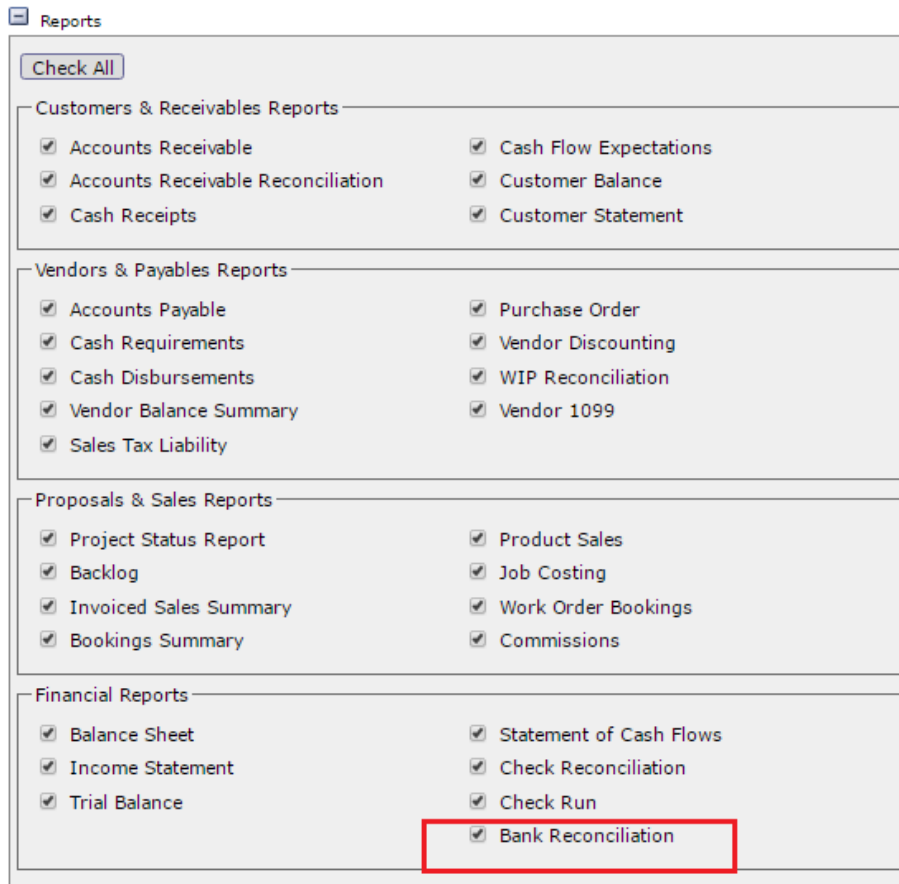 Reports
Check All
Customers & Receivables Reports
Accounts Receivable
Cash Flow Expectations
Accounts Receivable Reconciliation
Customer Balance
Cash Receipts
Customer Statement
Vendors & Payables Reports
Accounts Payable
Purchase Order
Cash Requirements
Vendor Discounting
Cash Disbursements
WIP Reconciliation
Vendor Balance Summary
Vendor 1099
Sales Tax Liability
Proposals & Sales Reports
Project Status Report
Product Sales
Backlog
Job Costing
Invoiced Sales Summary
Work Order Bookings
Bookings Summary
Commissions
Financial Reports
Balance Sheet
Statement of Cash Flows
Income Statement
Check Reconciliation
Trial Balance
Check Run
Bank Reconciliation